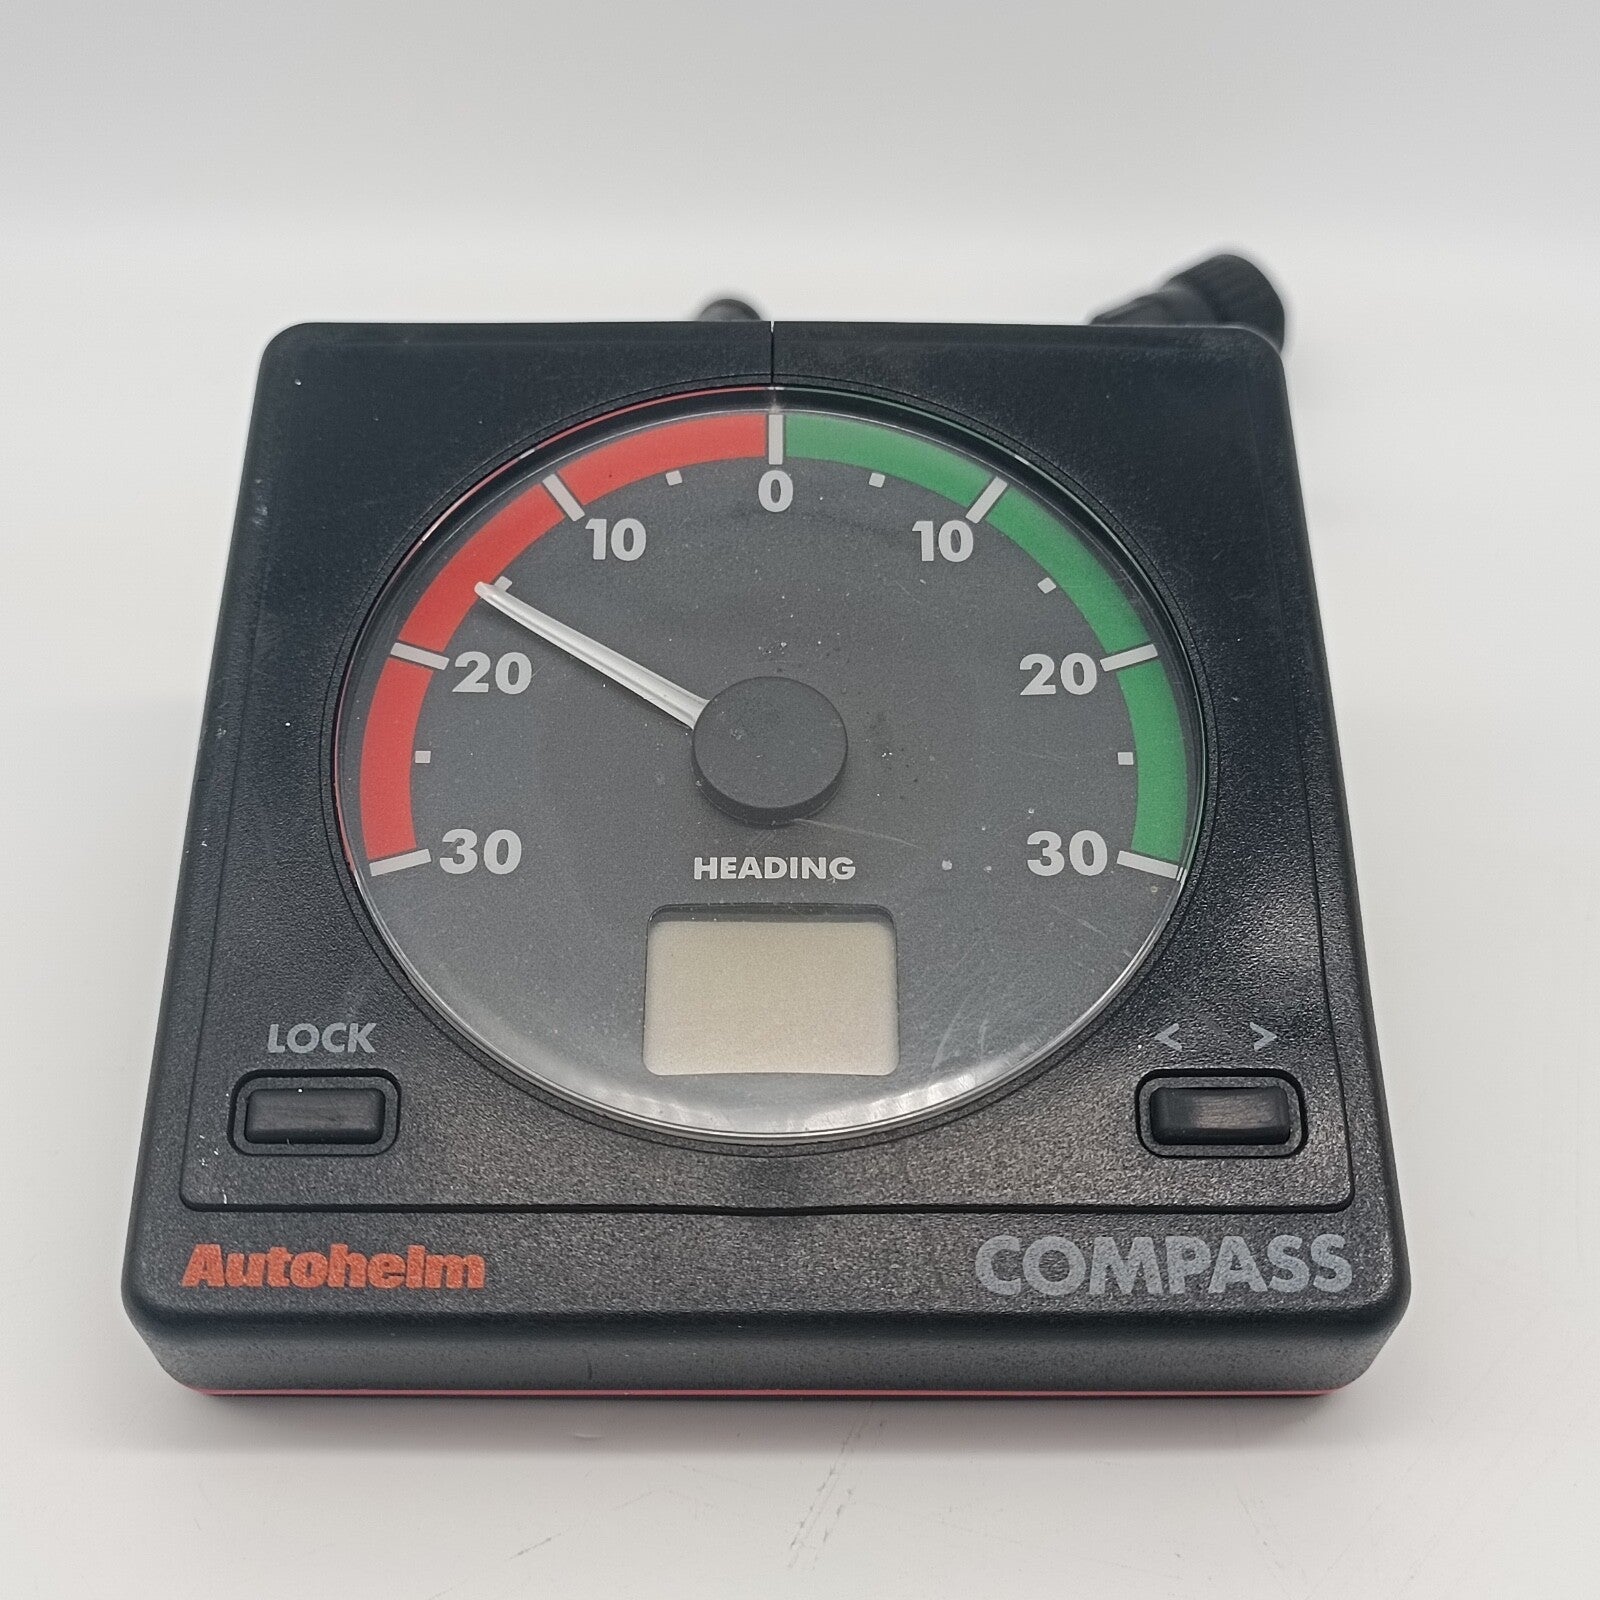 0
10 10
20 20
30 30
HEADING
LOCK < >
Autohelm COMPASS